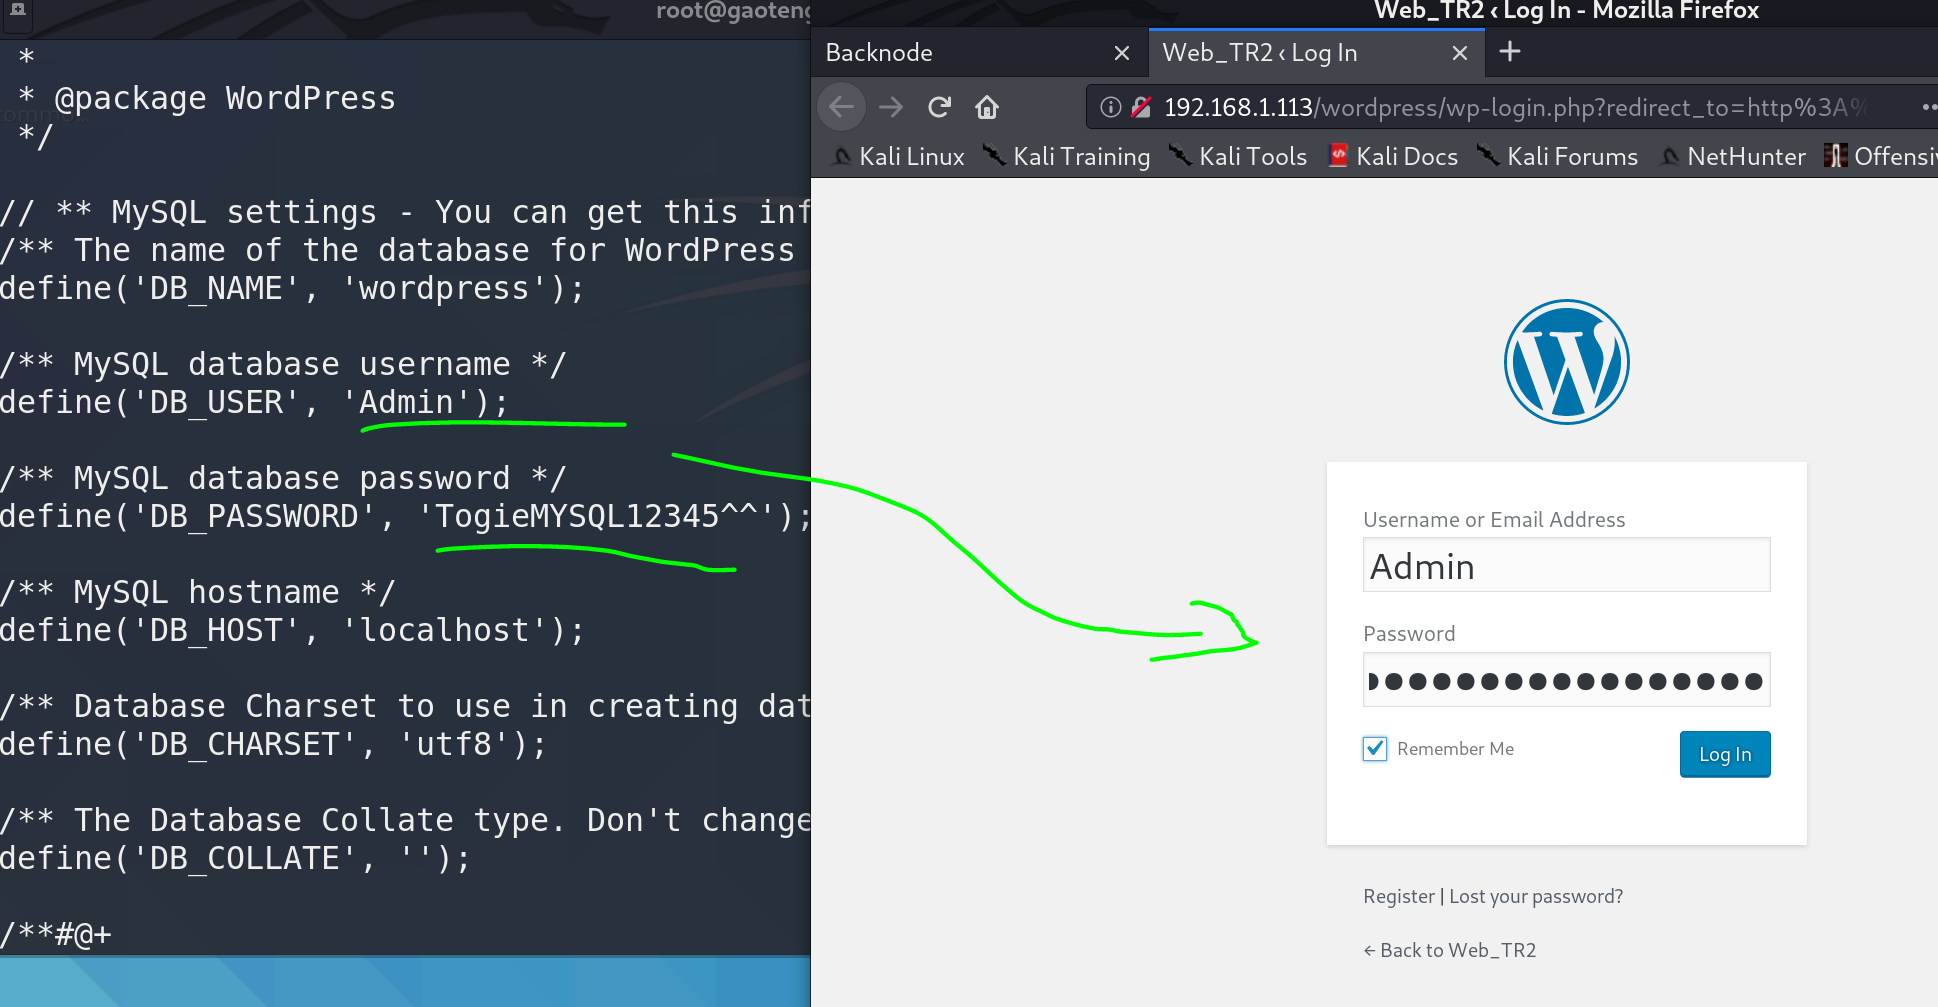 root@gaoteng
*
* @package WordPress
*/
// ** MySQL settings - You can get this inf
/** The name of the database for WordPress
define('DB_NAME', 'wordpress');
/** MySQL database username */
define('DB_USER', 'Admin');
/** MySQL database password */
define('DB_PASSWORD', 'TogieMYSQL12345^^');
/** MySQL hostname */
define('DB_HOST', 'localhost');
/** Database Charset to use in creating dat
define('DB_CHARSET', 'utf8');
/** The Database Collate type. Don't change
define('DB_COLLATE', '');
/**#@+
Web_TR2 ‹ Log In - Mozilla Firefox
Backnode
Web_TR2 ‹ Log In
192.168.1.113/wordpress/wp-login.php?redirect_to=http%3A%
Kali Linux Kali Training Kali Tools Kali Docs Kali Forums NetHunter Offensi
Username or Email Address
Admin
Password
Remember Me
Log In
Register | Lost your password?
← Back to Web_TR2